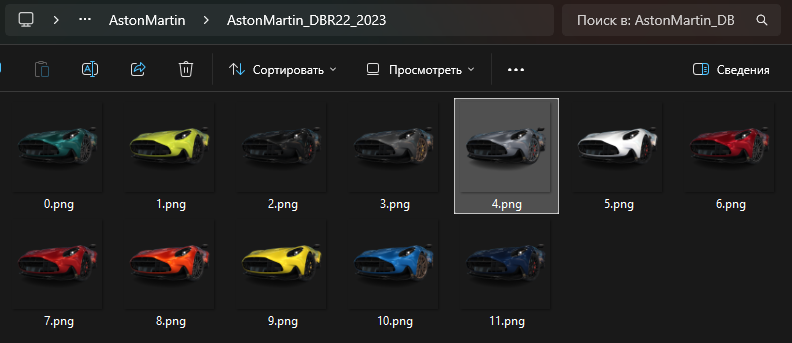 AstonMartin AstonMartin_DBR22_2023 Поиск в: AstonMartin_DB
Сортировать Просмотреть Сведения
0.png 1.png 2.png 3.png 4.png 5.png 6.png
7.png 8.png 9.png 10.png 11.png